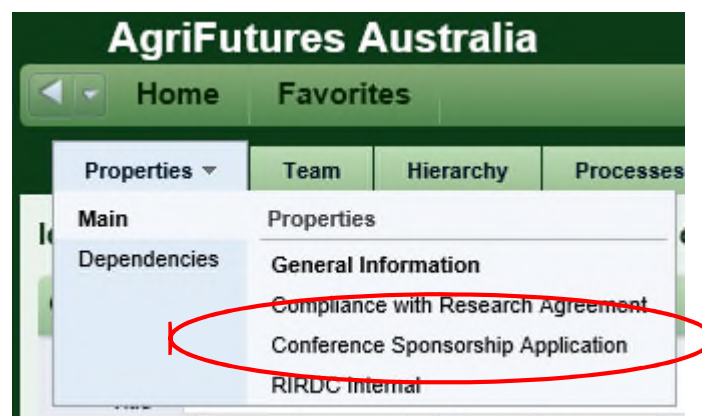 AgriFutures Australia
Home Favorites
Properties Team Hierarchy Processes
Main Properties
Dependencies General Information
Compliance with Research Agreement
Conference Sponsorship Application
RIRDC Internal